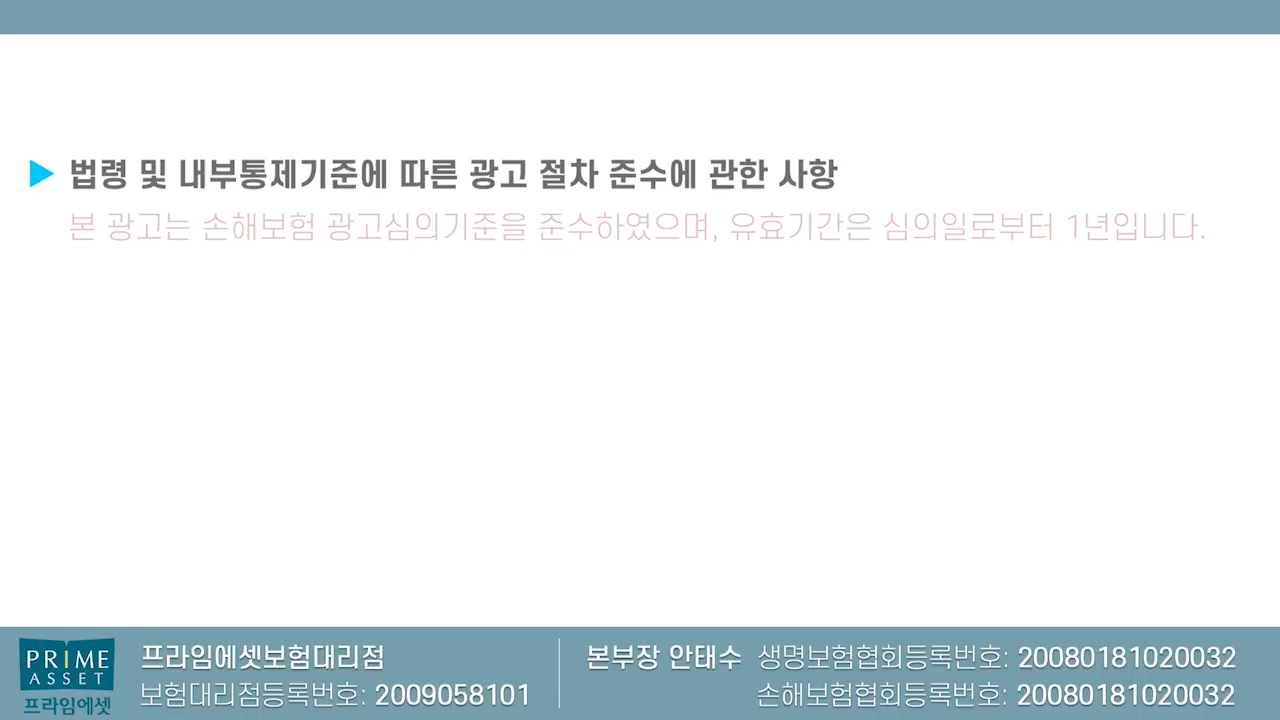 ▶ 법령 및 내부통제기준에 따른 광고 절차 준수에 관한 사항
본 광고는 손해보험 광고심의기준을 준수하였으며, 유효기간은 심의일로부터 1년입니다.
PRIME
ASSET
프라임에셋
프라임에셋보험대리점
보험대리점등록번호: 2009058101
본부장 안태수 생명보험협회등록번호: 20080181020032
손해보험협회등록번호: 20080181020032